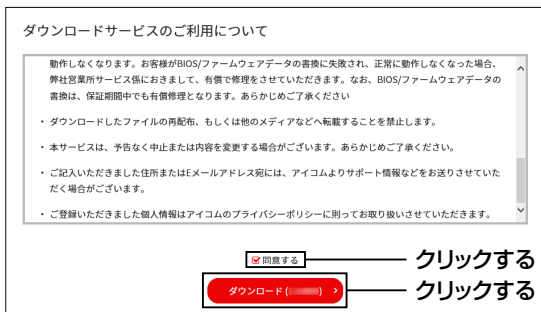 ダウンロードサービスのご利用について
動作しなくなります。お客様がBIOS/ファームウェアデータの書換に失敗され、正常に動作しなくなった場合、
弊社営業所サービス係におきまして、有償で修理をさせていただきます。なお、BIOS/ファームウェアデータの
書換は、保証期間中でも有償修理となります。あらかじめご了承ください
・ ダウンロードしたファイルの再配布、もしくは他のメディアなどへ転載することを禁止します。
・ 本サービスは、予告なく中止または内容を変更する場合がございます。あらかじめご了承ください。
・ ご記入いただきました住所またはEメールアドレス宛には、アイコムよりサポート情報などをお送りさせていた
だく場合がございます。
・ ご登録いただきました個人情報はアイコムのプライバシーポリシーに則ってお取り扱いさせていただきます。
同意する クリックする
ダウンロード ( ) クリックする